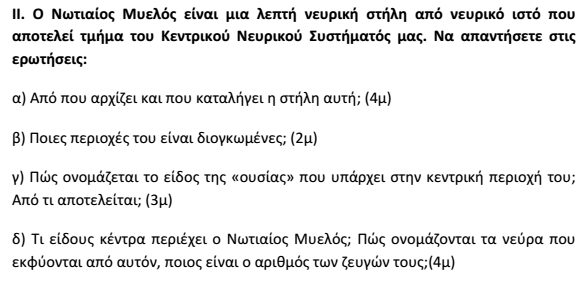 II. Ο Νωτιαίος Μυελός είναι μια λεπτή νευρική στήλη από νευρικό ιστό που
αποτελεί τμήμα του Κεντρικού Νευρικού Συστήματός μας. Να απαντήσετε στις
ερωτήσεις:
α) Από που αρχίζει και που καταλήγει η στήλη αυτή; (4μ)
β) Ποιες περιοχές του είναι διογκωμένες; (2μ)
γ) Πώς ονομάζεται το είδος της «ουσίας» που υπάρχει στην κεντρική περιοχή του;
Από τι αποτελείται; (3μ)
δ) Τι είδους κέντρα περιέχει ο Νωτιαίος Μυελός; Πώς ονομάζονται τα νεύρα που
εκφύονται από αυτόν, ποιος είναι ο αριθμός των ζευγών τους;(4μ)